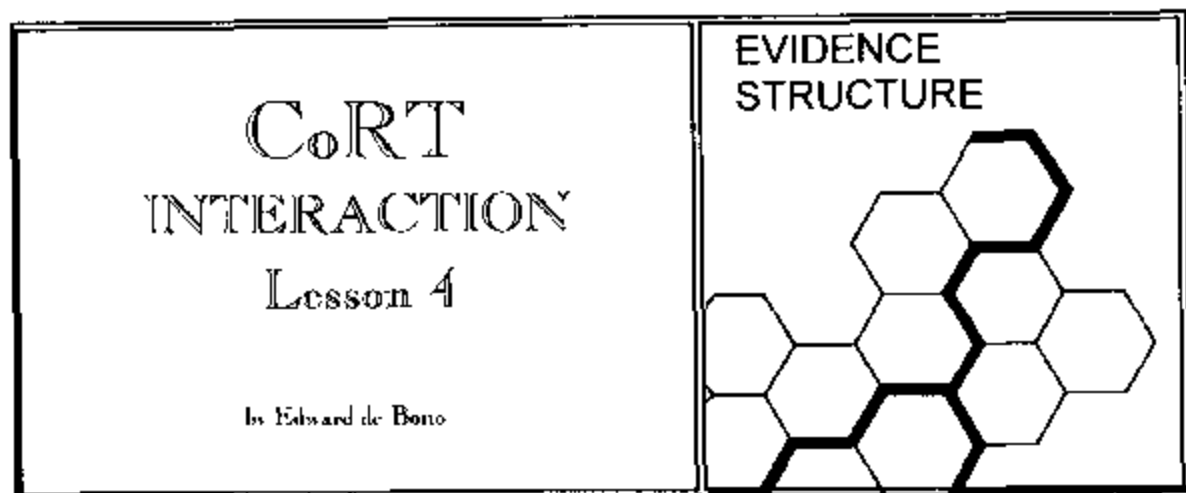 CoRT
INTERACTION
Lesson 4
by Edward de Bono
EVIDENCE
STRUCTURE